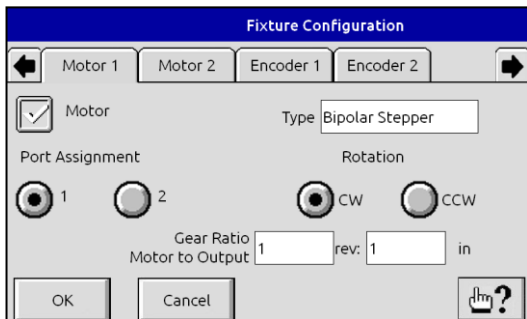 Fixture Configuration
Motor 1 Motor 2 Encoder 1 Encoder 2
Motor
Type Bipolar Stepper
Port Assignment Rotation
1 2 CW CCW
Gear Ratio
Motor to Output 1 rev: 1 in
OK Cancel ?